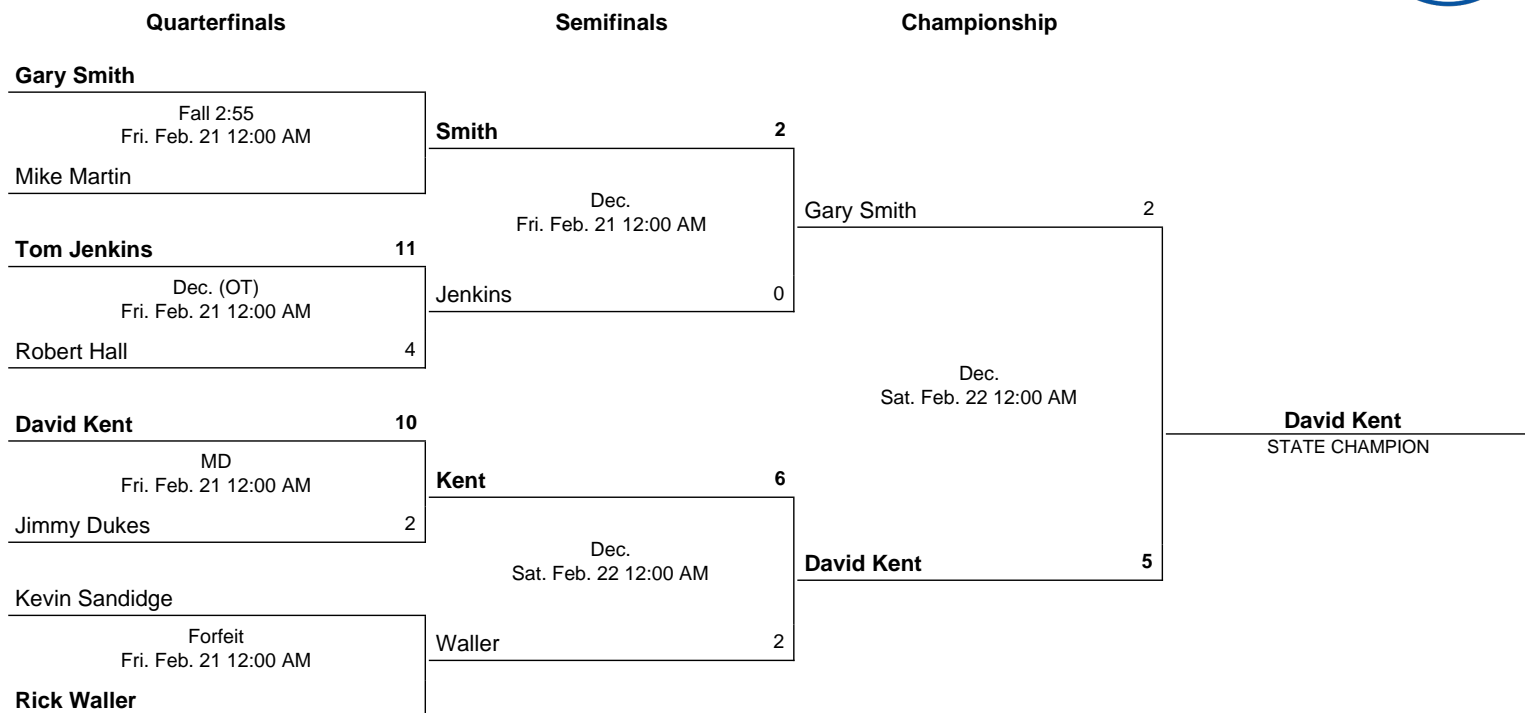 Quarterfinals Semifinals Championship
Gary Smith
Fall 2:55
Fri. Feb. 21 12:00 AM
Mike Martin
Tom Jenkins 11
Dec. (OT)
Fri. Feb. 21 12:00 AM
Robert Hall 4
David Kent 10
MD
Fri. Feb. 21 12:00 AM
Jimmy Dukes 2
Kevin Sandidge
Forfeit
Fri. Feb. 21 12:00 AM
Rick Waller
Smith 2
Dec.
Fri. Feb. 21 12:00 AM
Jenkins 0
Kent 6
Dec.
Sat. Feb. 22 12:00 AM
Waller 2
Gary Smith 2
Dec.
Sat. Feb. 22 12:00 AM
David Kent 5
David Kent
STATE CHAMPION